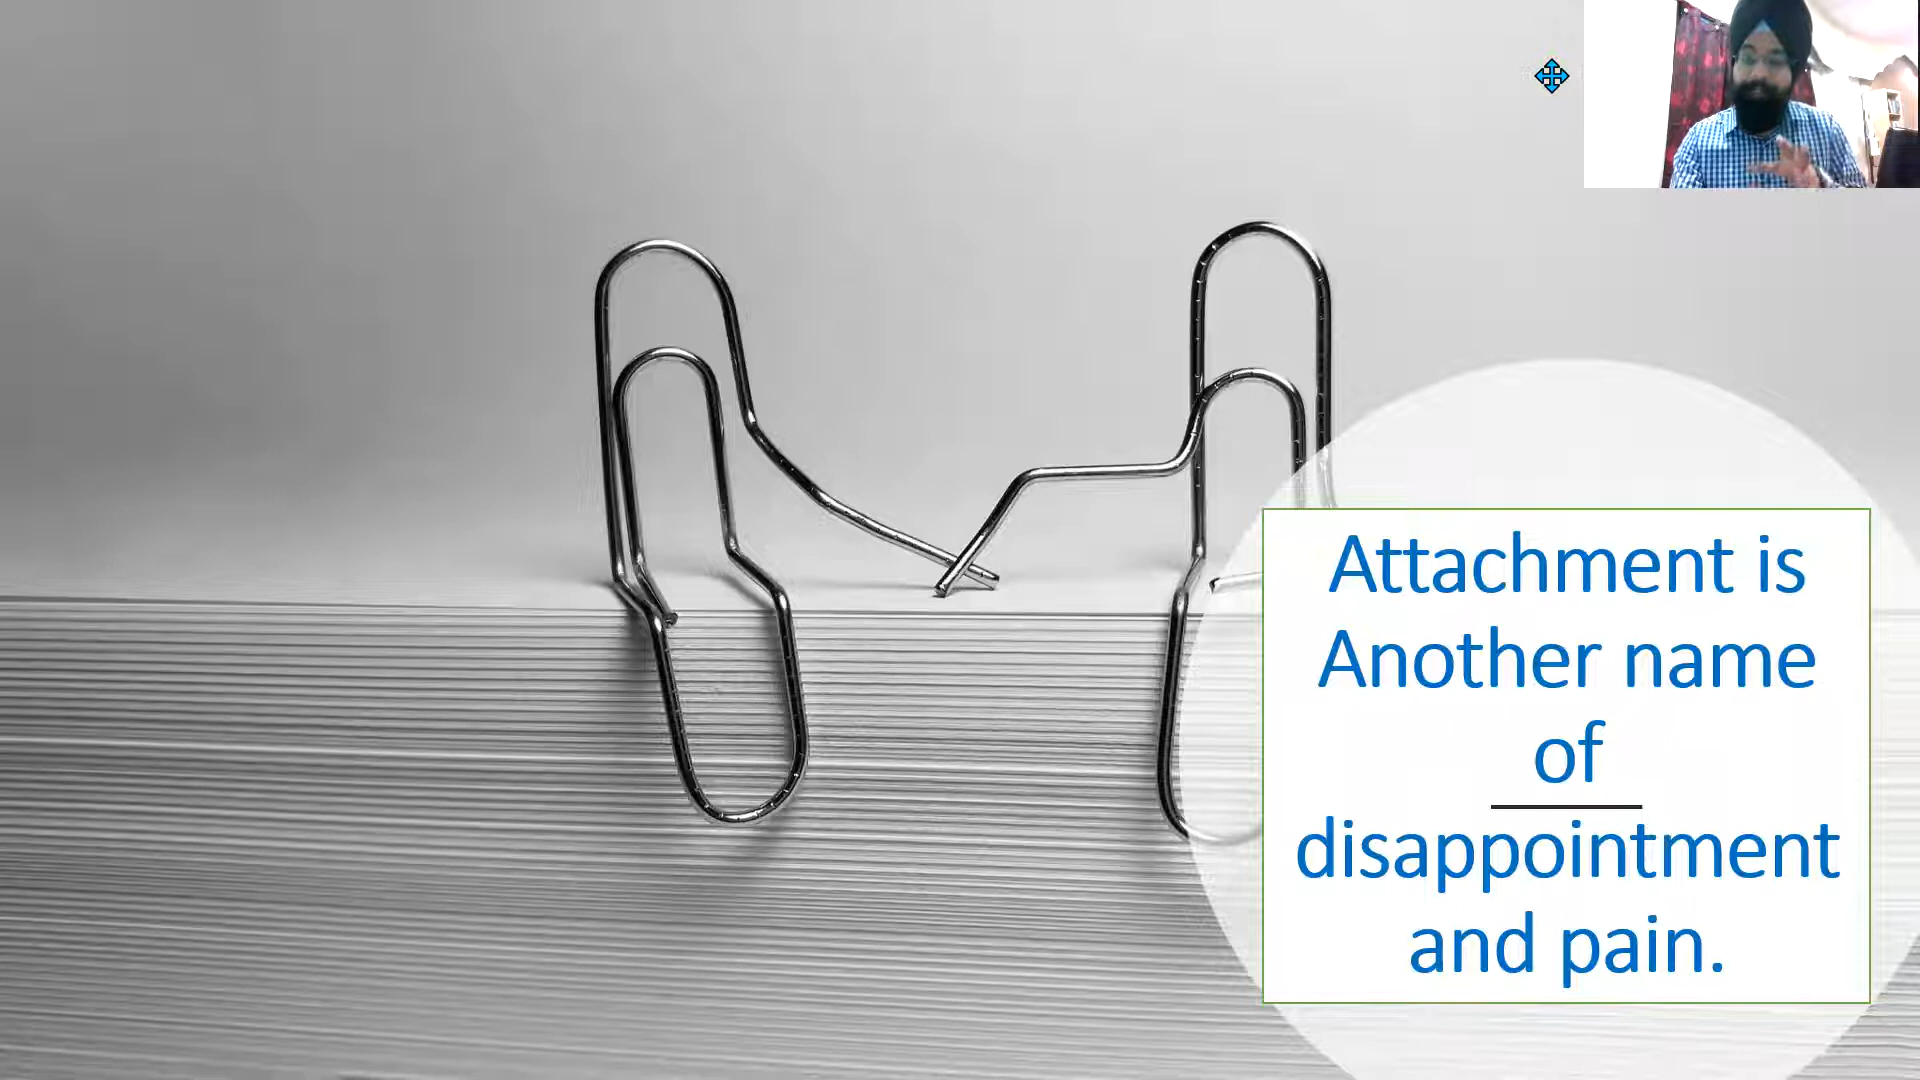 Attachment is
Another name
of
disappointment
and pain.